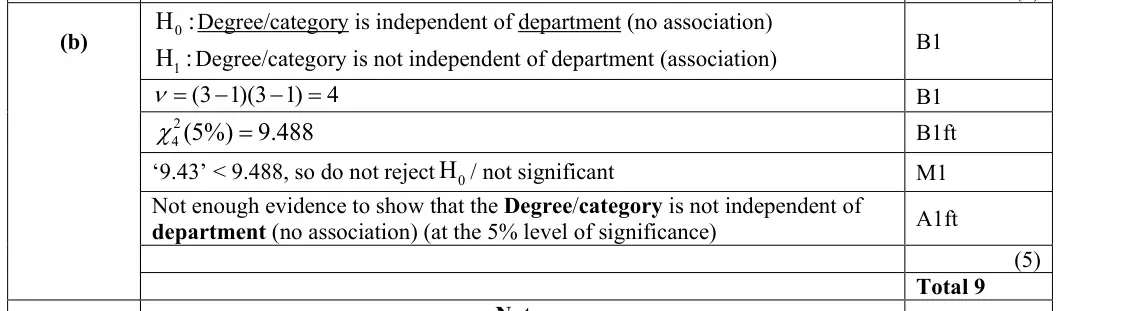 (b)
H₀ : Degree/category is independent of department (no association)
H₁ : Degree/category is not independent of department (association)
B1
ν = (3−1)(3−1) = 4
B1
χ²₄(5%) = 9.488
B1ft
‘9.43’ < 9.488, so do not reject H₀ / not significant
M1
Not enough evidence to show that the Degree/category is not independent of
department (no association) (at the 5% level of significance)
A1ft
(5)
Total 9